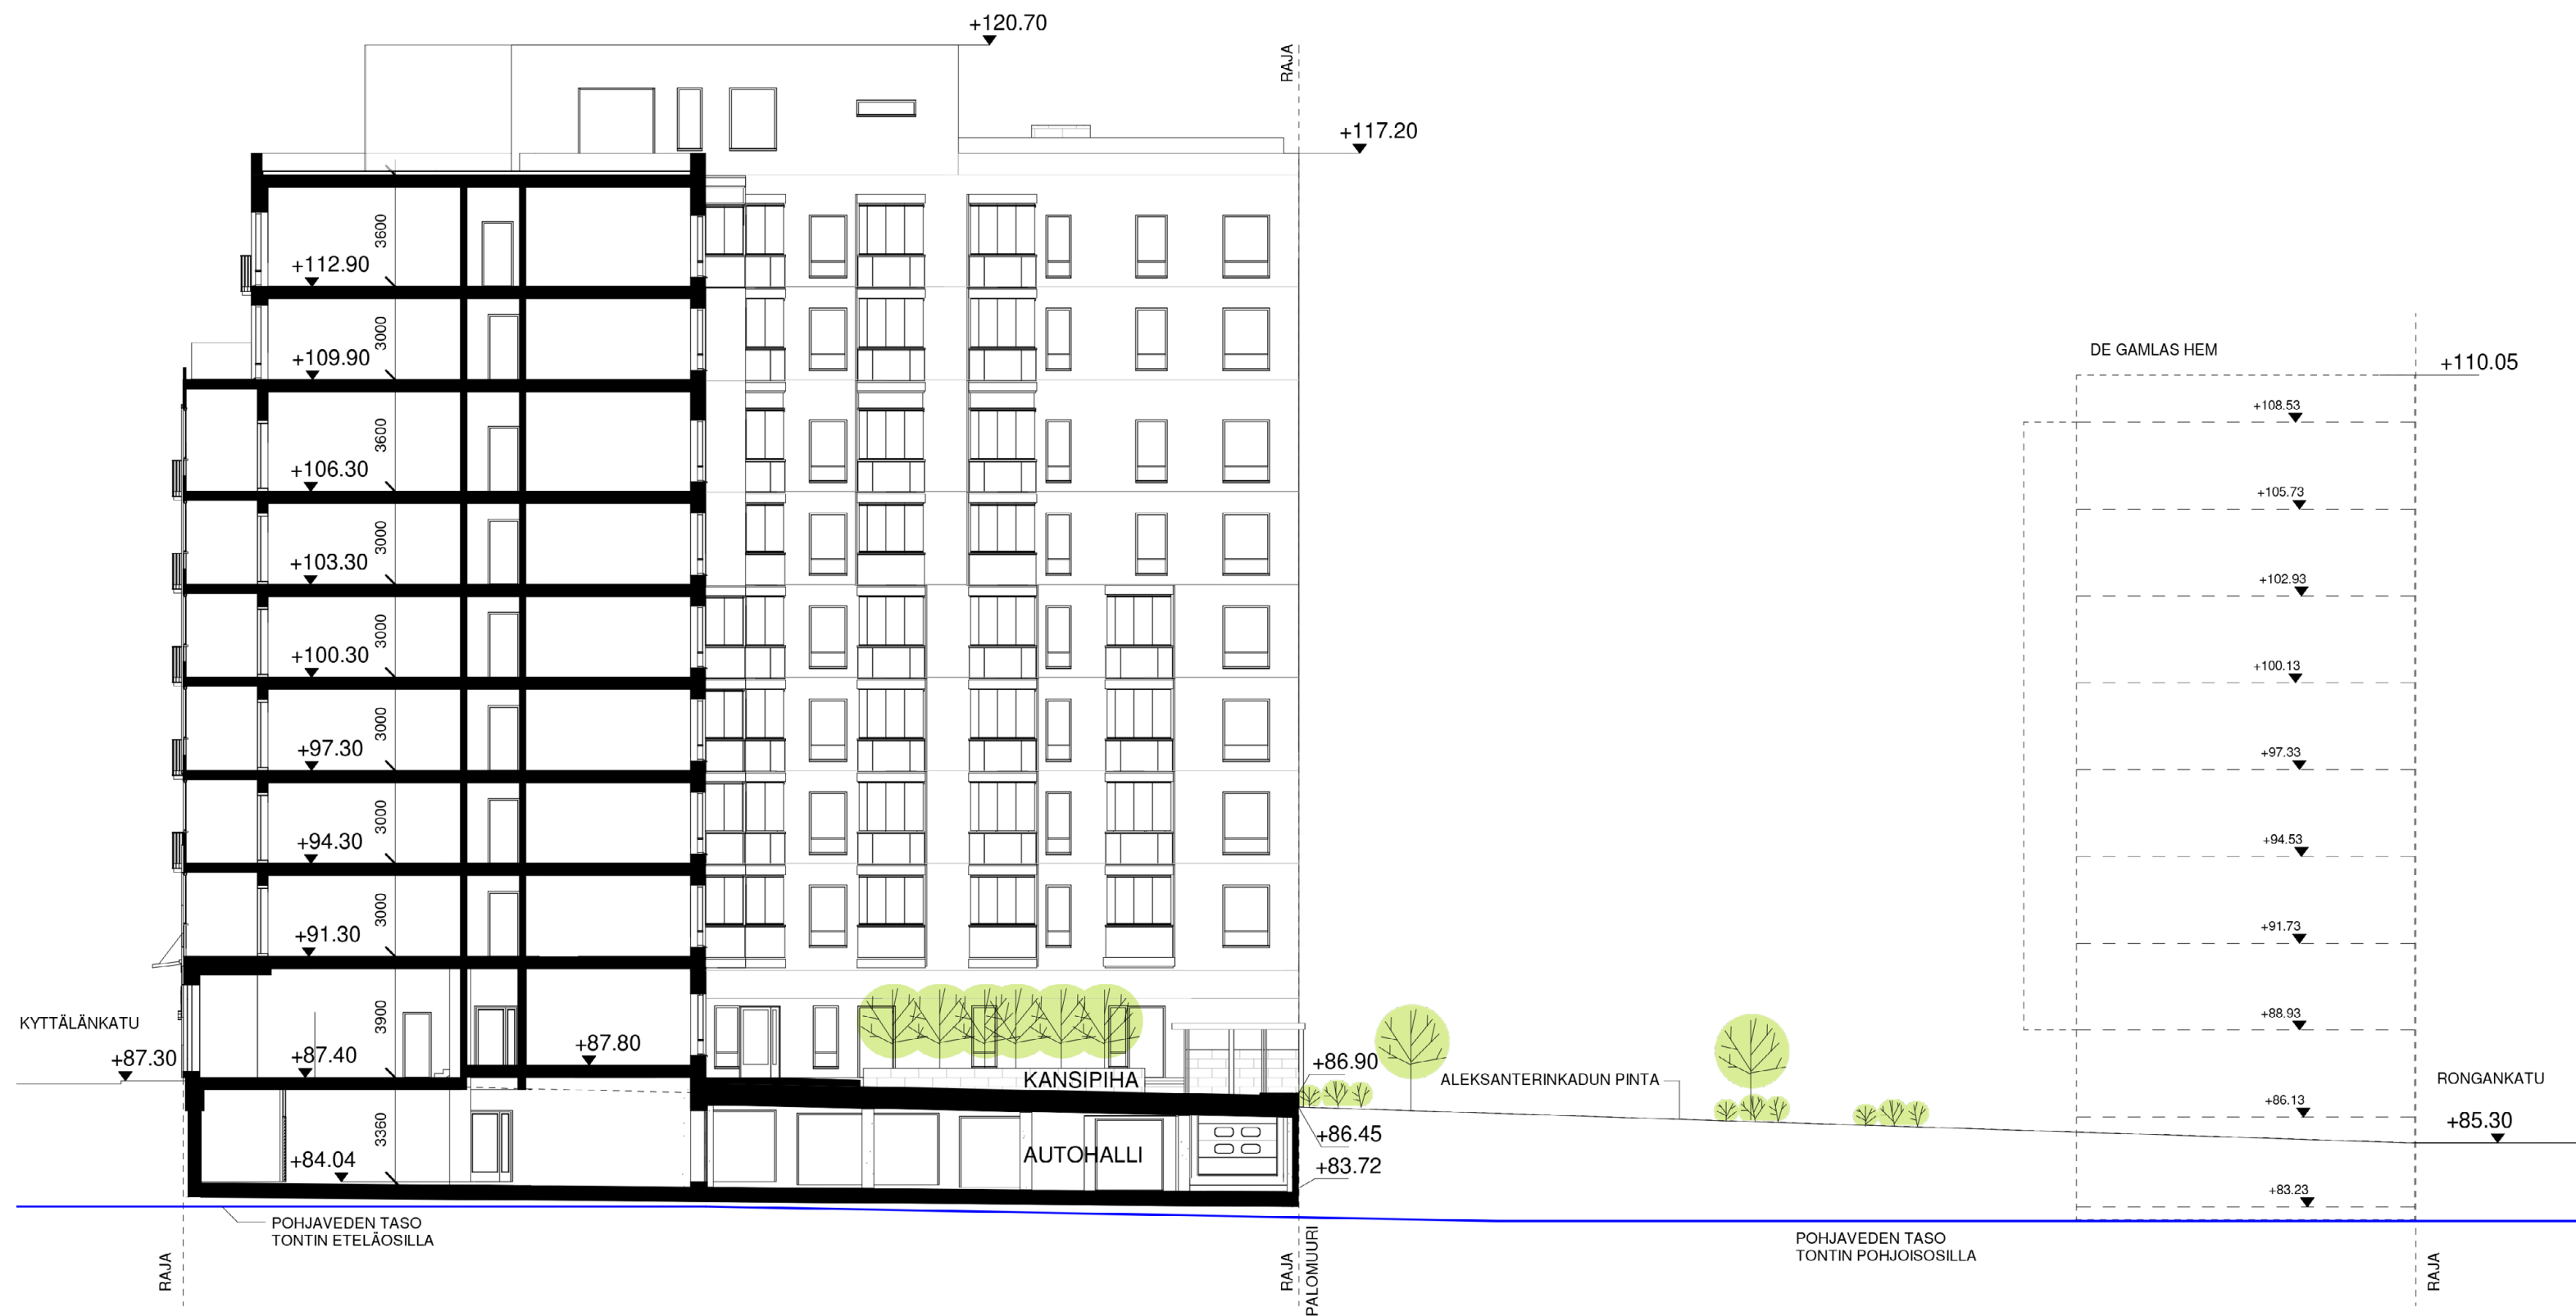 +120.70
RAJA
+117.20
3600
+112.90
3000
+109.90
DE GAMLAS HEM
+110.05
+108.53
3600
+106.30
+105.73
3000
+103.30
+102.93
3000
+100.30
+100.13
3000
+97.30
+97.33
3000
+94.30
+94.53
3000
+91.30
+91.73
3900
KYTTÄLÄNKATU
+87.30
+87.40
+87.80
+88.93
KANSIPIHA
+86.90
ALEKSANTERINKADUN PINTA
RONGANKATU
+86.13
+85.30
3360
+84.04
AUTOHALLI
+86.45
+83.72
+83.23
POHJAVEDEN TASO
TONTIN ETELÄOSILLA
POHJAVEDEN TASO
TONTIN POHJOISOSILLA
RAJA
RAJA
PALOMUURI
RAJA